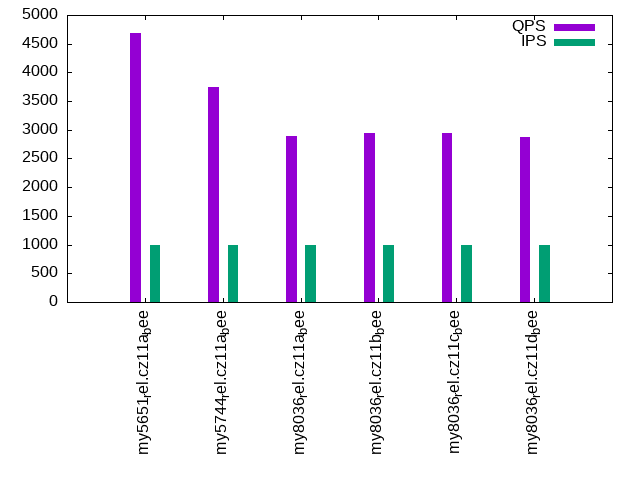 5000
4500
4000
3500
3000
2500
2000
1500
1000
500
0
QPS
IPS
my5651rel.cz11abee
my5744rel.cz11abee
my8036rel.cz11abee
my8036rel.cz11bbee
my8036rel.cz11cbee
my8036rel.cz11dbee